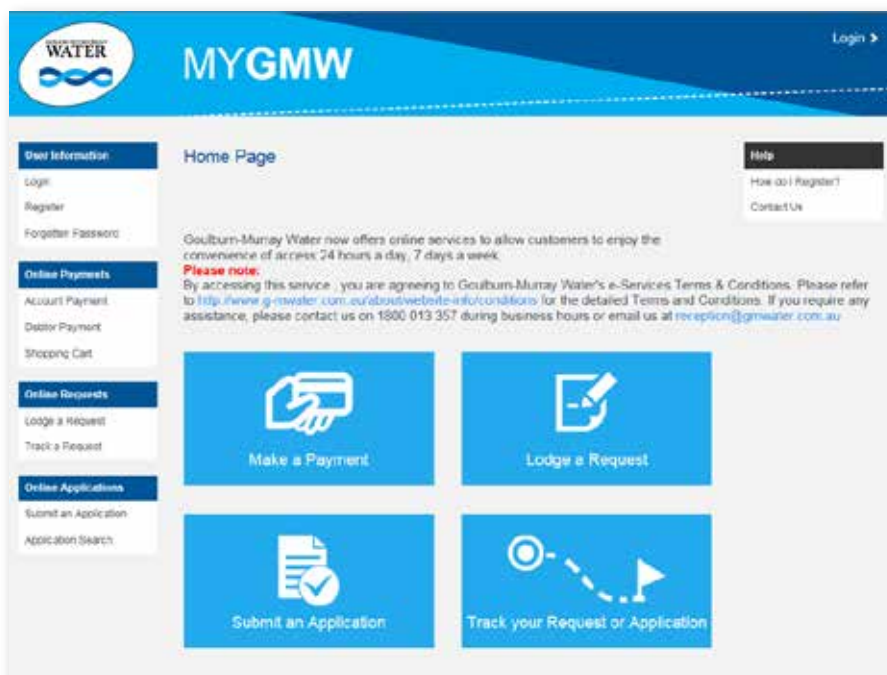 WATER
MYGMW
Login >
User Information
Login
Register
Forgotten Password
Online Payments
Account Payment
Debtor Payment
Shopping Cart
Online Requests
Lodge a Request
Track a Request
Online Applications
Submit an Application
Application Search
Home Page
Goulburn-Murray Water now offers online services to allow customers to enjoy the
convenience of access 24 hours a day, 7 days a week.
Please note:
By accessing this service , you are agreeing to Goulburn-Murray Water's e-Services Terms & Conditions. Please refer
to http://www.g-mwater.com.au/about/website-info/conditions for the detailed Terms and Conditions. If you require any
assistance, please contact us on 1800 013 357 during business hours or email us at reception@gmwater.com.au
Make a Payment
Lodge a Request
Submit an Application
Track your Request or Application
Help
How do I Register?
Contact Us